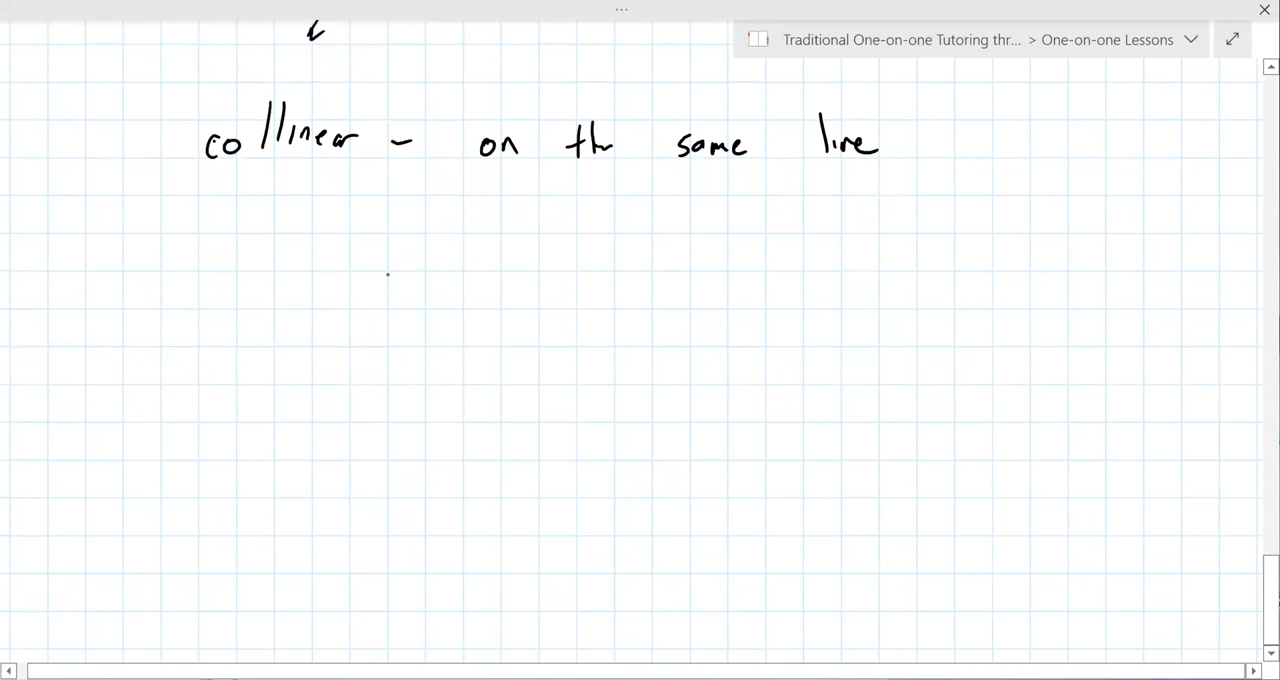 ...
Traditional One-on-one Tutoring thr... > One-on-one Lessons
collinear - on the same line